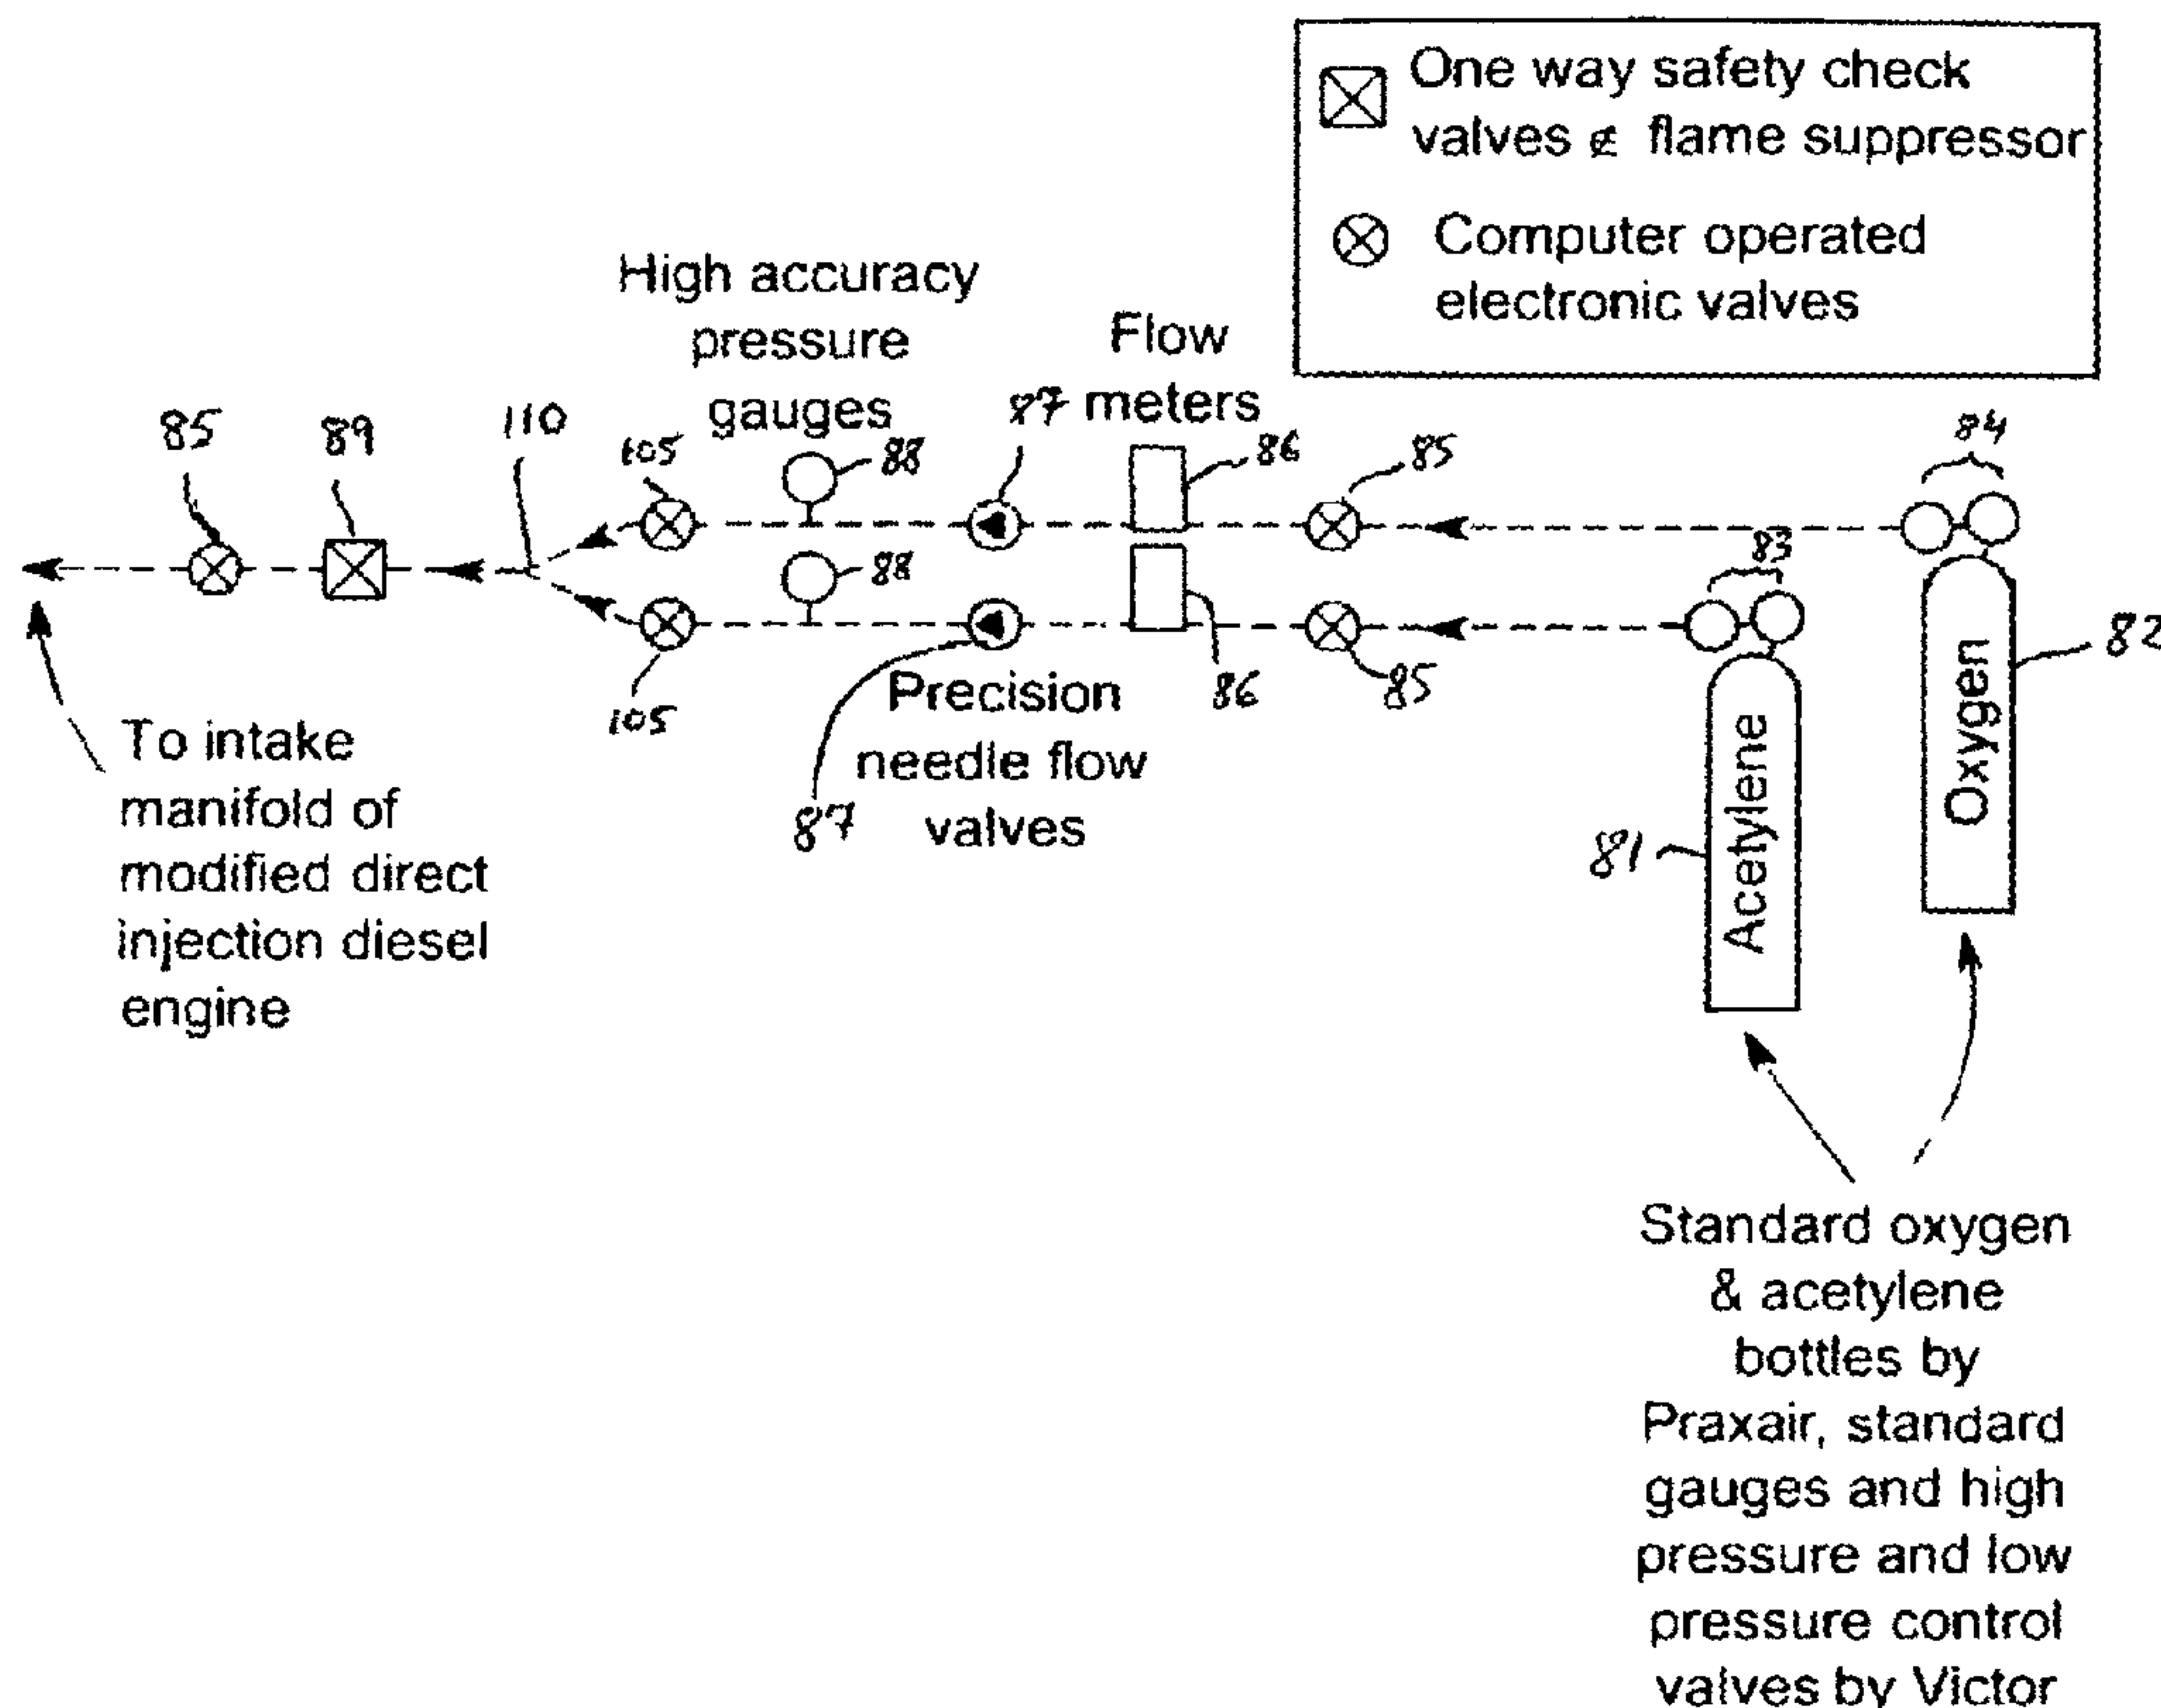 One way safety check
valves & flame suppressor
Computer operated
electronic valves
High accuracy
pressure
gauges
Flow
meters
85
89
110
105
88
87
86
85
84
88
83
105
86
85
82
To intake
manifold of
modified direct
injection diesel
engine
87
Precision
needle flow
valves
81
Acetylene
Oxygen
Standard oxygen
& acetylene
bottles by
Praxair, standard
gauges and high
pressure and low
pressure control
valves by Victor